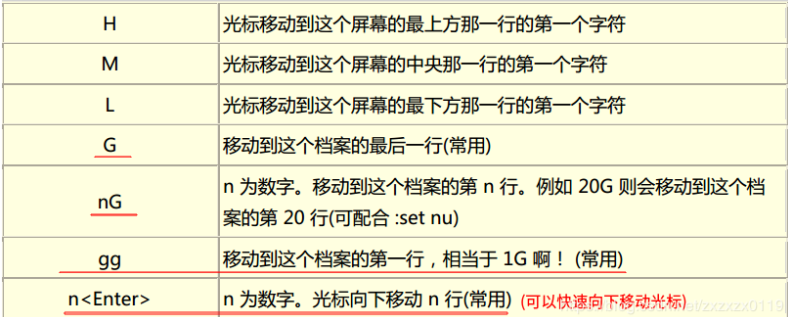 H 光标移动到这个屏幕的最上方那一行的第一个字符
M 光标移动到这个屏幕的中央那一行的第一个字符
L 光标移动到这个屏幕的最下方那一行的第一个字符
G 移动到这个档案的最后一行(常用)
nG n 为数字。移动到这个档案的第 n 行。例如 20G 则会移动到这个档
案的第 20 行(可配合 :set nu)
gg 移动到这个档案的第一行，相当于 1G 啊！ (常用)
n<Enter> n 为数字。光标向下移动 n 行(常用) (可以快速向下移动光标)